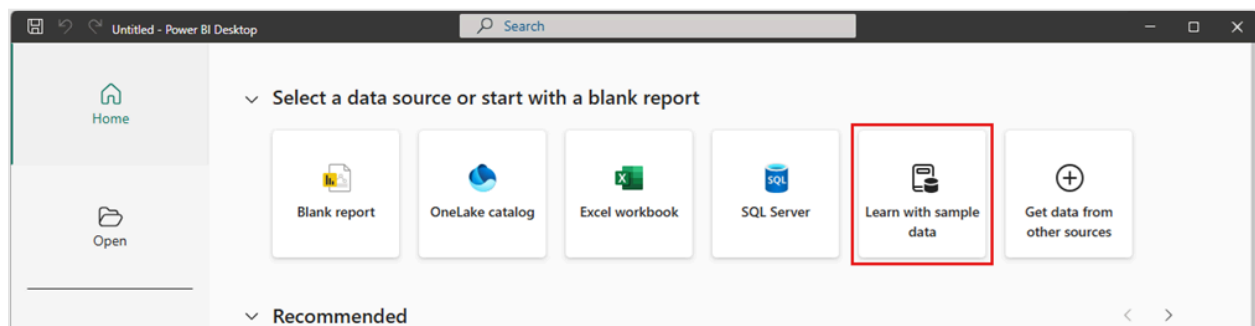 Untitled - Power BI Desktop
Search
Home
Open
Select a data source or start with a blank report
Blank report
OneLake catalog
Excel workbook
SQL
SQL Server
Learn with sample
data
Get data from
other sources
Recommended